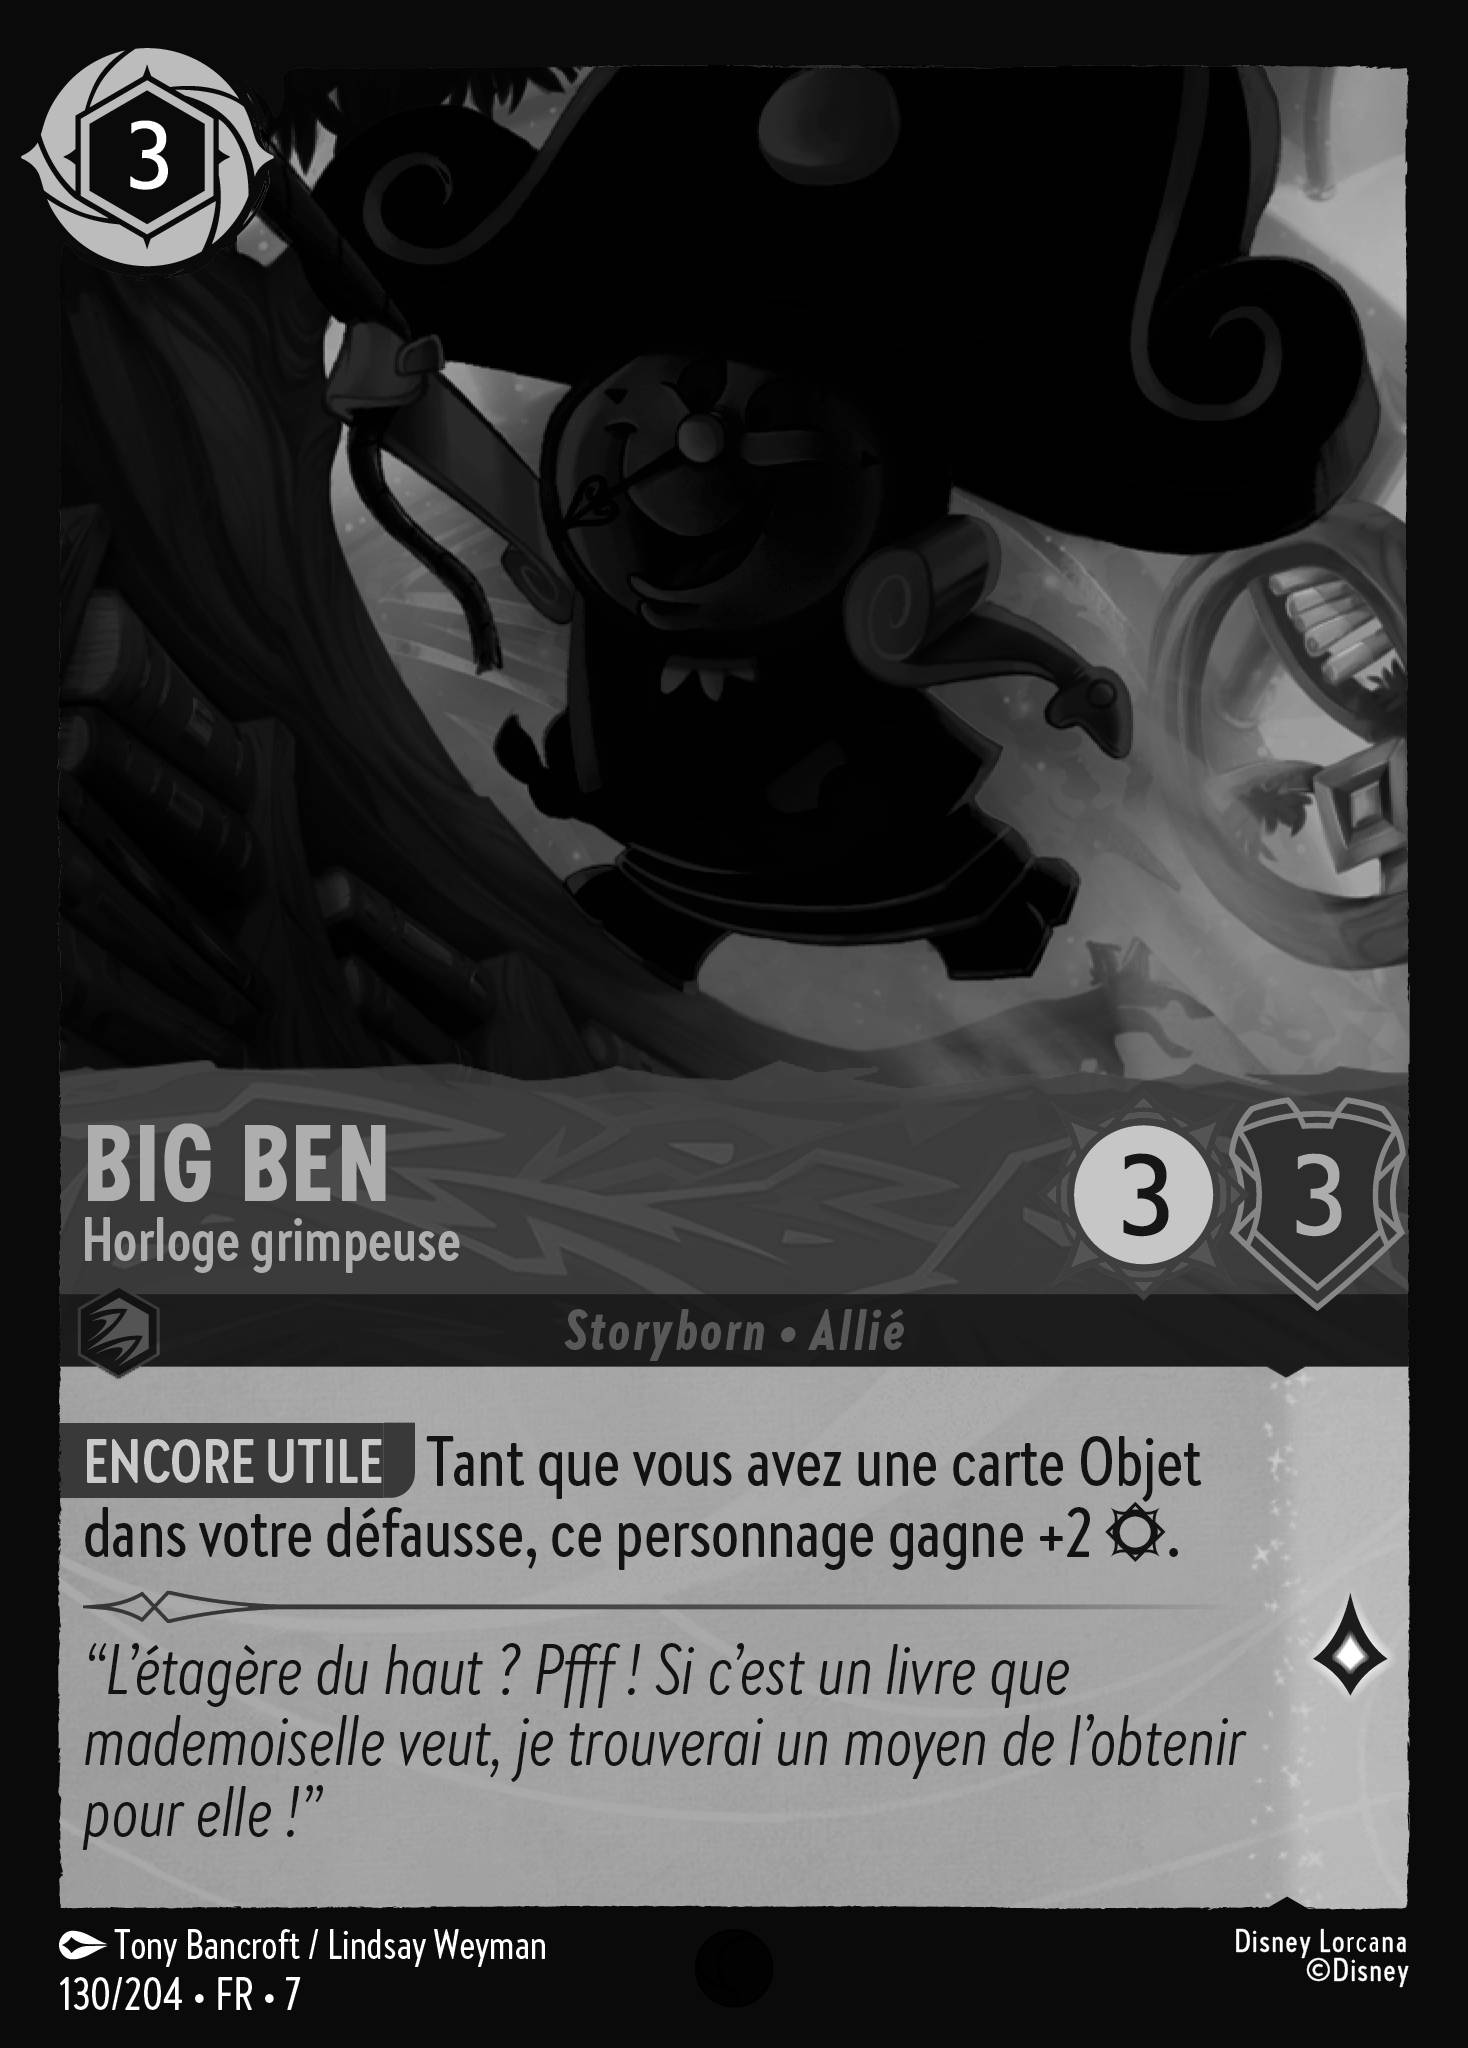 3
BIG BEN
Horloge grimpeuse
3
3
Storyborn • Allié
ENCORE UTILE Tant que vous avez une carte Objet
dans votre défausse, ce personnage gagne +2 .
“L’étagère du haut ? Pfff ! Si c’est un livre que
mademoiselle veut, je trouverai un moyen de l’obtenir
pour elle !”
Tony Bancroft / Lindsay Weyman
130/204 • FR • 7
Disney Lorcana
©Disney